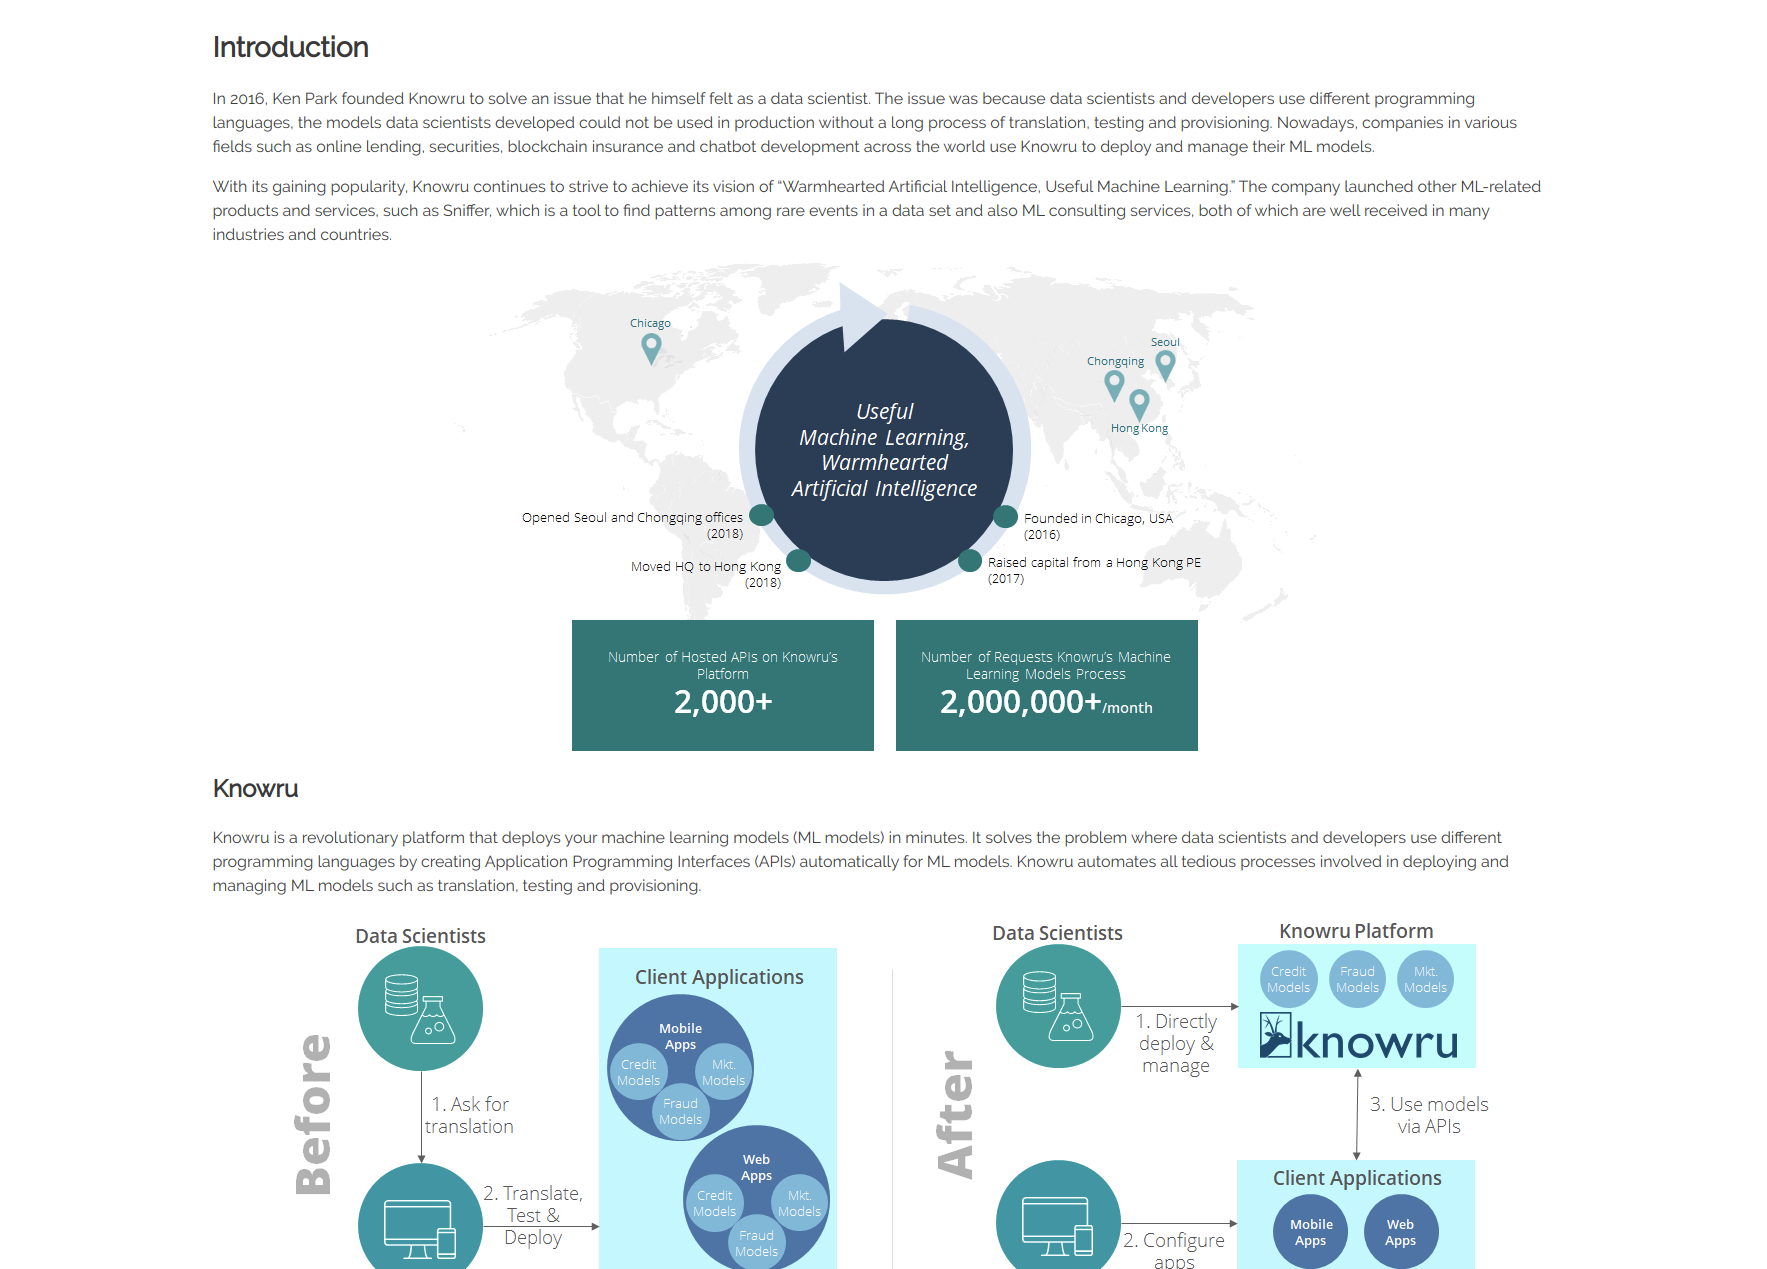 Introduction
In 2016, Ken Park founded Knowru to solve an issue that he himself felt as a data scientist. The issue was because data scientists and developers use different programming
languages, the models data scientists developed could not be used in production without a long process of translation, testing and provisioning. Nowadays, companies in various
fields such as online lending, securities, blockchain insurance and chatbot development across the world use Knowru to deploy and manage their ML models.
With its gaining popularity, Knowru continues to strive to achieve its vision of “Warmhearted Artificial Intelligence, Useful Machine Learning.” The company launched other ML-related
products and services, such as Sniffer, which is a tool to find patterns among rare events in a data set and also ML consulting services, both of which are well received in many
industries and countries.
Chicago
Seoul
Chongqing
Hong Kong
Useful
Machine Learning,
Warmhearted
Artificial Intelligence
Opened Seoul and Chongqing offices
(2018)
Moved HQ to Hong Kong
(2018)
Founded in Chicago, USA
(2016)
Raised capital from a Hong Kong PE
(2017)
Number of Hosted APIs on Knowru's
Platform
2,000+
Number of Requests Knowru's Machine
Learning Models Process
2,000,000+/month
Knowru
Knowru is a revolutionary platform that deploys your machine learning models (ML models) in minutes. It solves the problem where data scientists and developers use different
programming languages by creating Application Programming Interfaces (APIs) automatically for ML models. Knowru automates all tedious processes involved in deploying and
managing ML models such as translation, testing and provisioning.
Before
Data Scientists
1. Ask for
translation
2. Translate,
Test &
Deploy
Client Applications
Mobile
Apps
Credit
Models
Mkt.
Models
Fraud
Models
Web
Apps
Credit
Models
Mkt.
Models
Fraud
Models
After
Data Scientists
1. Directly
deploy &
manage
Knowru Platform
Credit
Models
Fraud
Models
Mkt.
Models
knowru
3. Use models
via APIs
2. Configure
apps
Client Applications
Mobile
Apps
Web
Apps